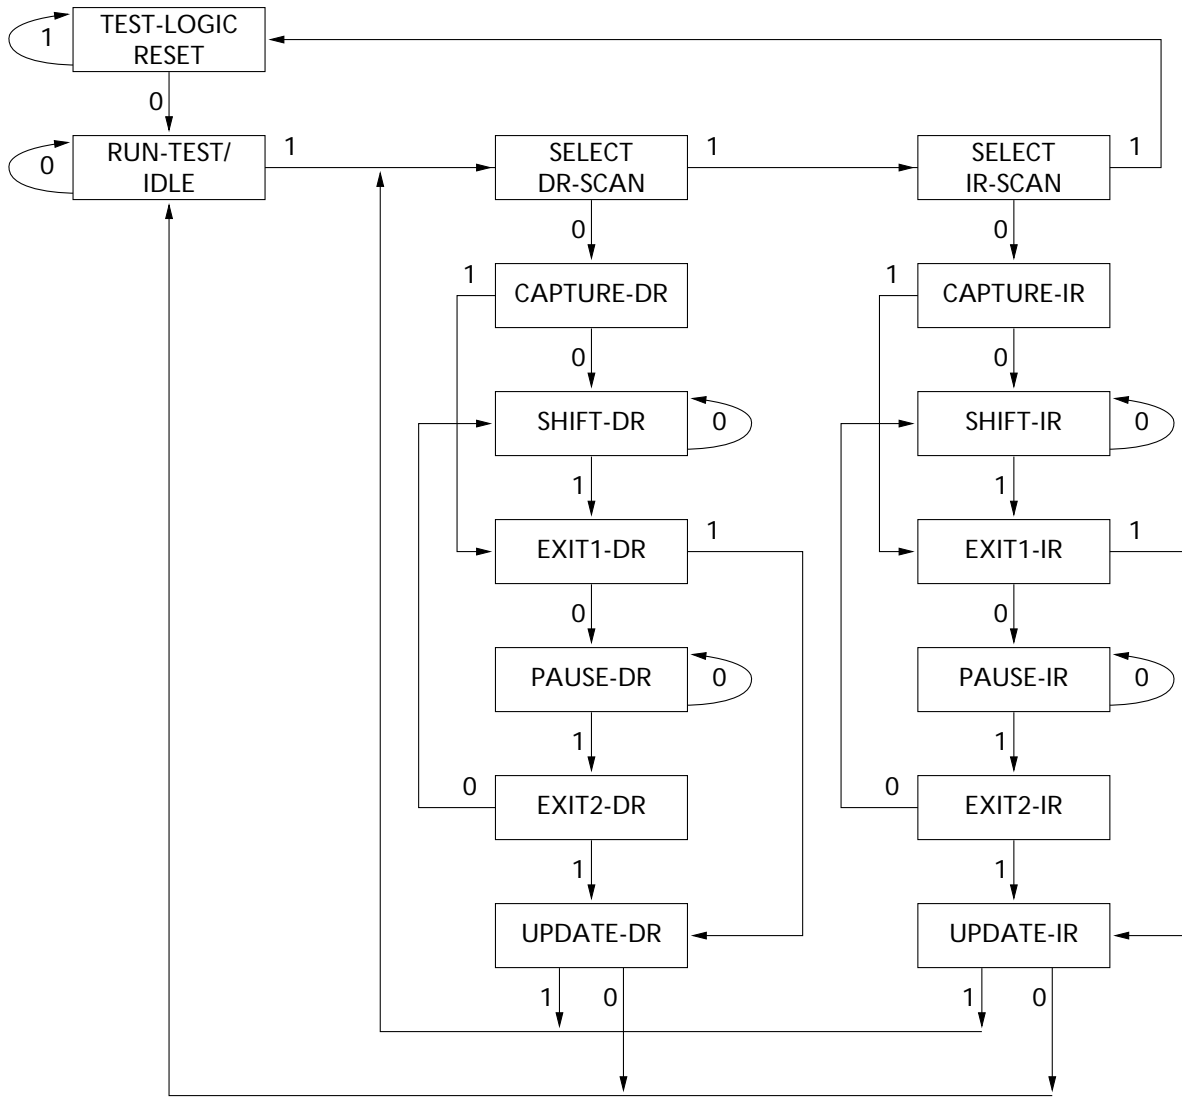 TEST-LOGIC
RESET
1
0
RUN-TEST/
IDLE
0
1
SELECT
DR-SCAN
1
SELECT
IR-SCAN
1
0
0
1
CAPTURE-DR
1
CAPTURE-IR
0
0
SHIFT-DR
0
SHIFT-IR
0
1
1
EXIT1-DR
1
EXIT1-IR
1
0
0
PAUSE-DR
0
PAUSE-IR
0
1
1
0
EXIT2-DR
0
EXIT2-IR
1
1
UPDATE-DR
UPDATE-IR
1
0
1
0